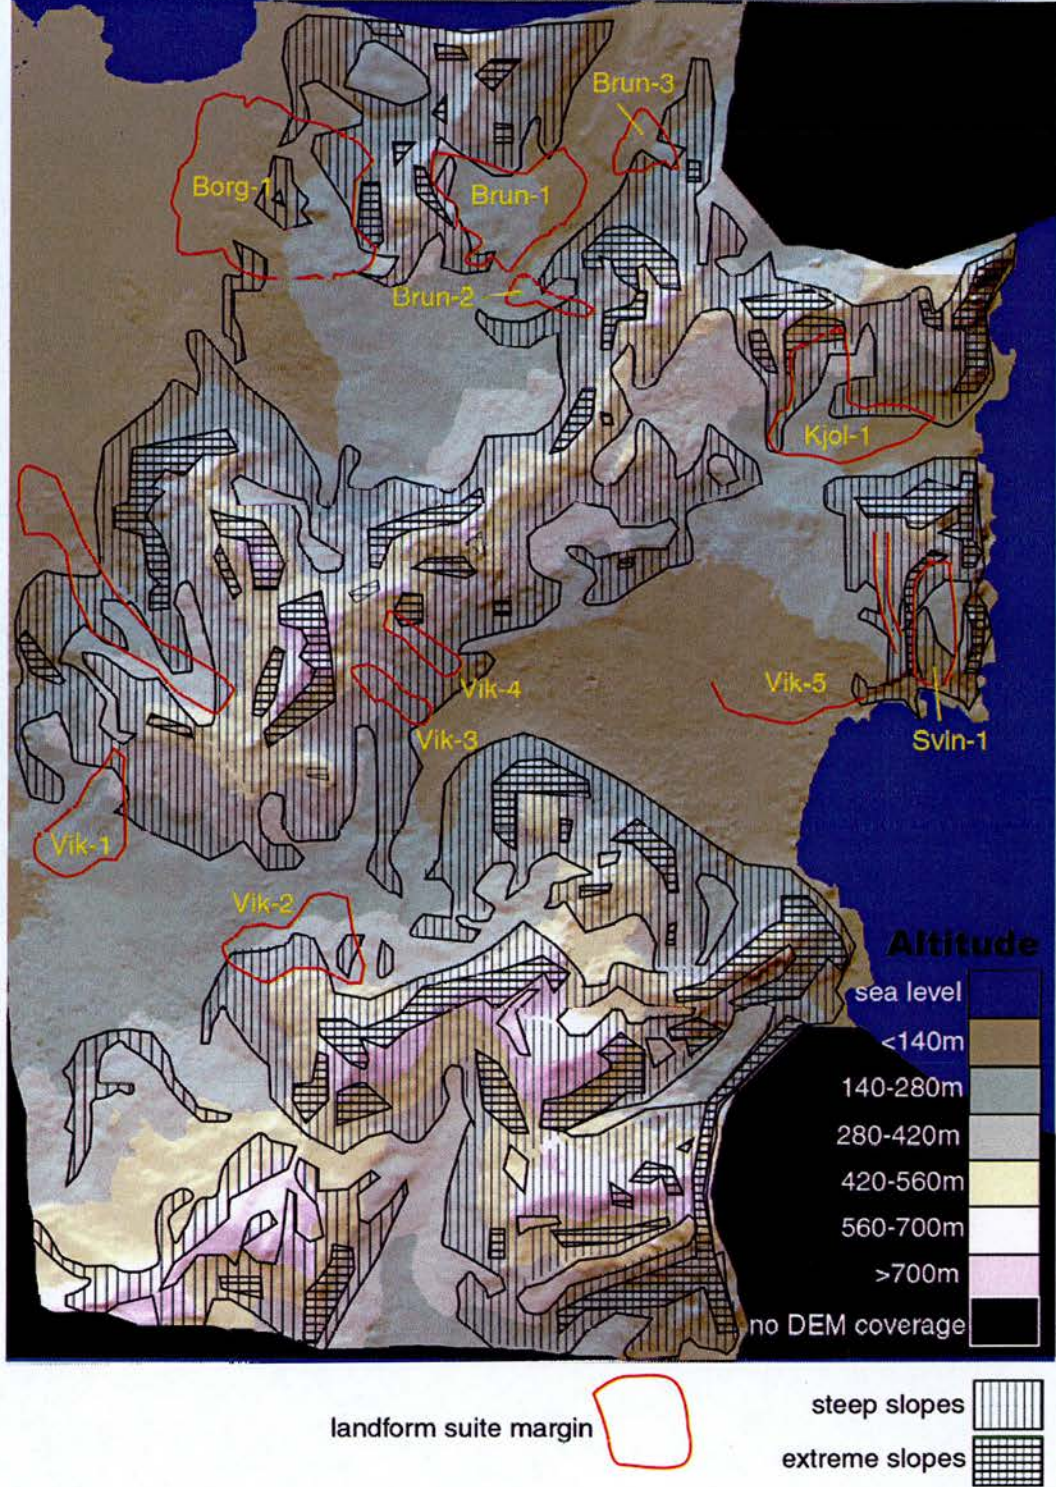 Brun-3
Borg-1
Brun-1
Brun-2
Kjol-1
Vik-4
Vik-5
Vik-3
Svin-1
Vik-1
Vik-2
Altitude
sea level
<140m
140-280m
280-420m
420-560m
560-700m
>700m
no DEM coverage
landform suite margin
steep slopes
extreme slopes